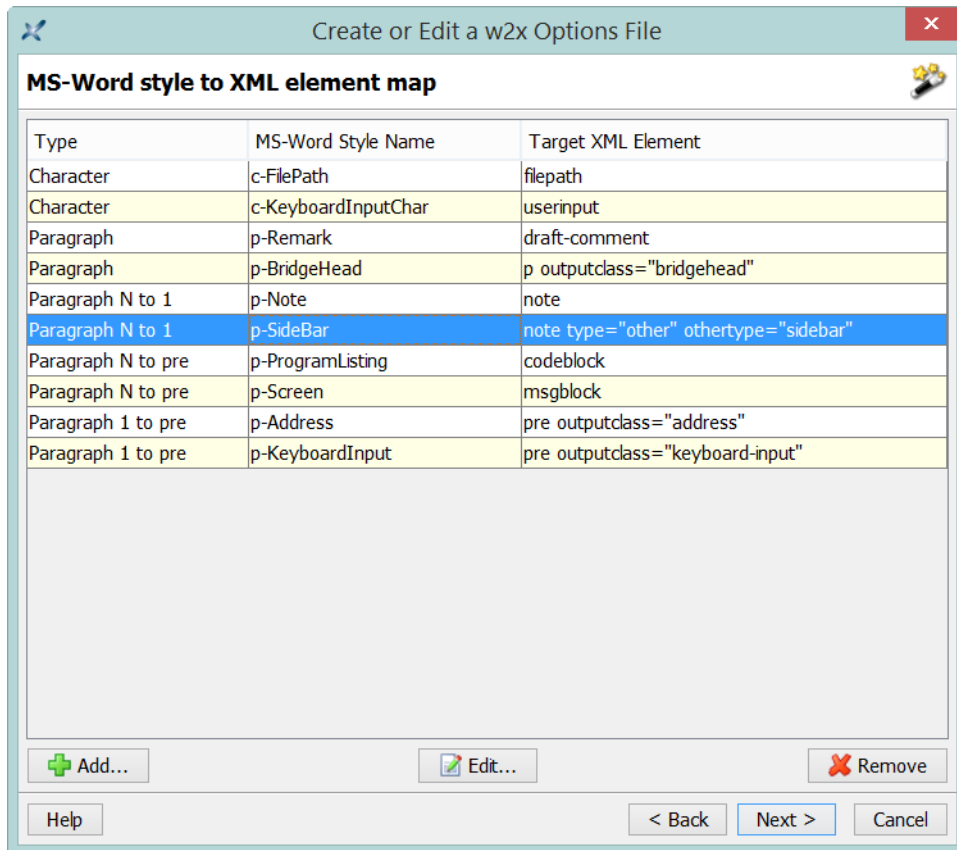 Create or Edit a w2x Options File
MS-Word style to XML element map
Type MS-Word Style Name Target XML Element
Character c-FilePath filepath
Character c-KeyboardInputChar userinput
Paragraph p-Remark draft-comment
Paragraph p-BridgeHead p outputclass="bridgehead"
Paragraph N to 1 p-Note note
Paragraph N to 1 p-SideBar note type="other" othertype="sidebar"
Paragraph N to pre p-ProgramListing codeblock
Paragraph N to pre p-Screen msgblock
Paragraph 1 to pre p-Address pre outputclass="address"
Paragraph 1 to pre p-KeyboardInput pre outputclass="keyboard-input"
Add... Edit... Remove
Help < Back Next > Cancel